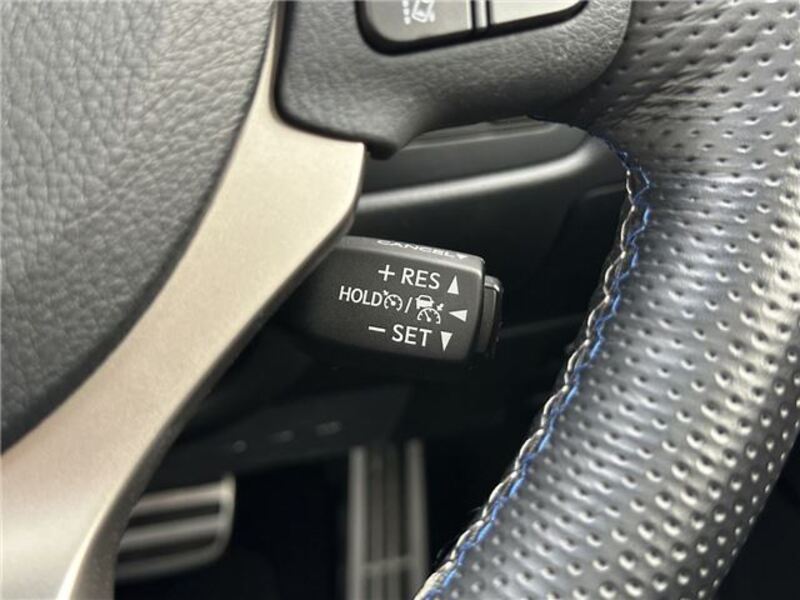 CANCEL
+ RES ▲
HOLD / ◀
− SET ▼